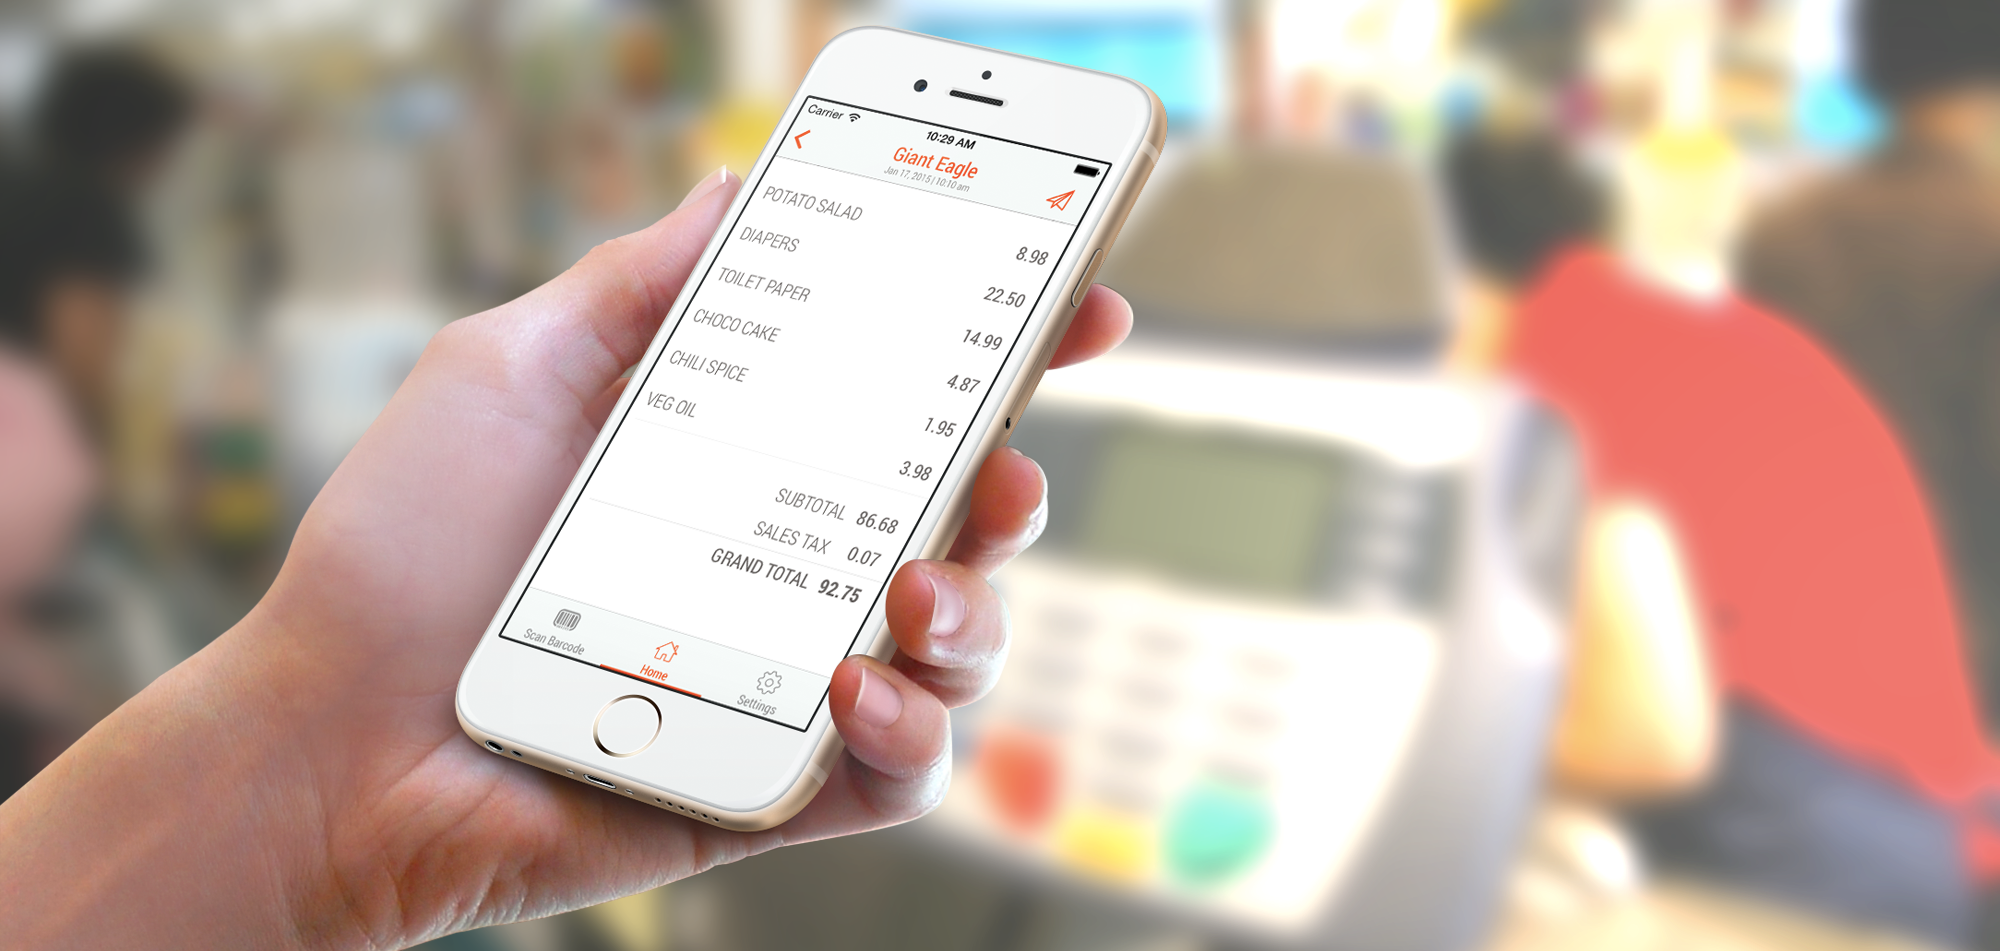 Carrier
10:29 AM
Giant Eagle
Jan 17, 2015 | 10:10 am
POTATO SALAD 8.98
DIAPERS 22.50
TOILET PAPER 14.99
CHOCO CAKE 4.87
CHILI SPICE 1.95
VEG OIL 3.98
SUBTOTAL 86.68
SALES TAX 0.07
GRAND TOTAL 92.75
Scan Barcode
Home
Settings